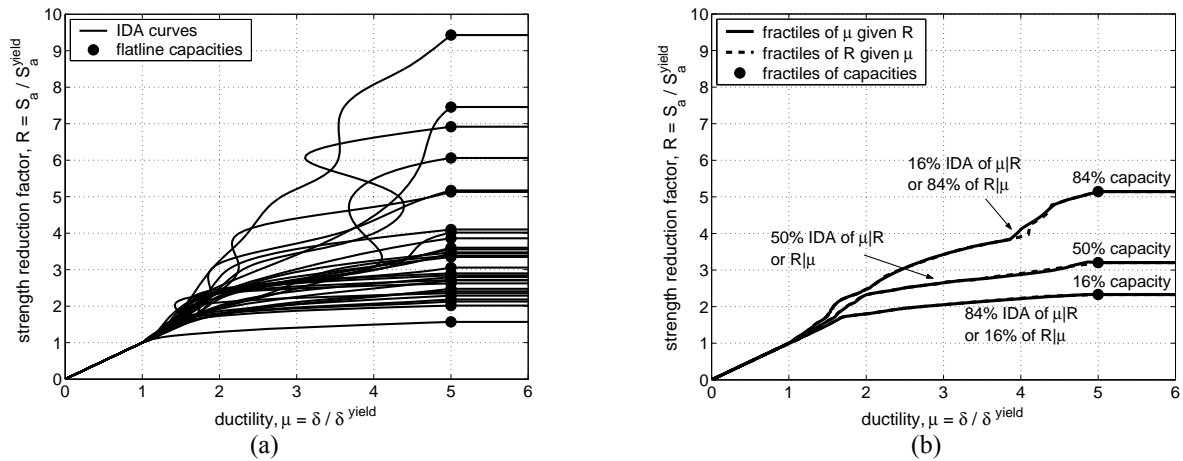 IDA curves
flatline capacities
10
9
8
7
6
5
4
3
2
1
0
strength reduction factor, R = S_a / S_a^yield
0 1 2 3 4 5 6
ductility, μ = δ / δ^yield
(a)
fractiles of μ given R
fractiles of R given μ
fractiles of capacities
10
9
8
7
6
5
4
3
2
1
0
strength reduction factor, R = S_a / S_a^yield
16% IDA of μ|R
or 84% of R|μ
84% capacity
50% IDA of μ|R
or R|μ
50% capacity
16% capacity
84% IDA of μ|R
or 16% of R|μ
0 1 2 3 4 5 6
ductility, μ = δ / δ^yield
(b)